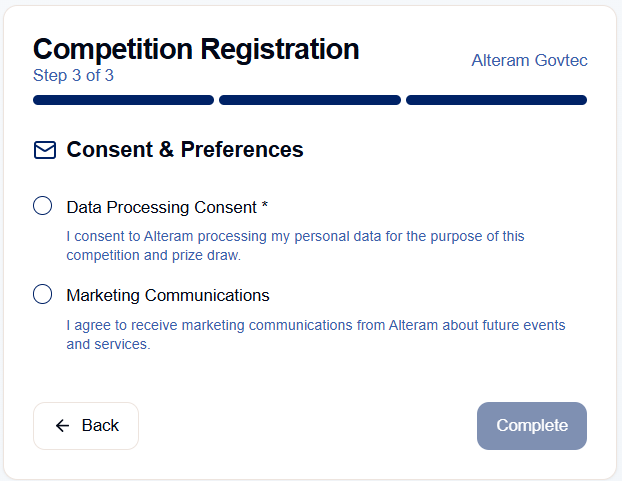 Competition Registration
Step 3 of 3
Alteram Govtec
Consent & Preferences
Data Processing Consent *
I consent to Alteram processing my personal data for the purpose of this
competition and prize draw.
Marketing Communications
I agree to receive marketing communications from Alteram about future events
and services.
Back
Complete